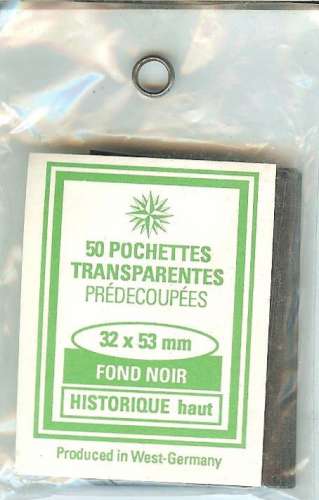 50 POCHETTES
TRANSPARENTES
PRÉDECOUPÉES
32 x 53 mm
FOND NOIR
HISTORIQUE haut
Produced in West-Germany